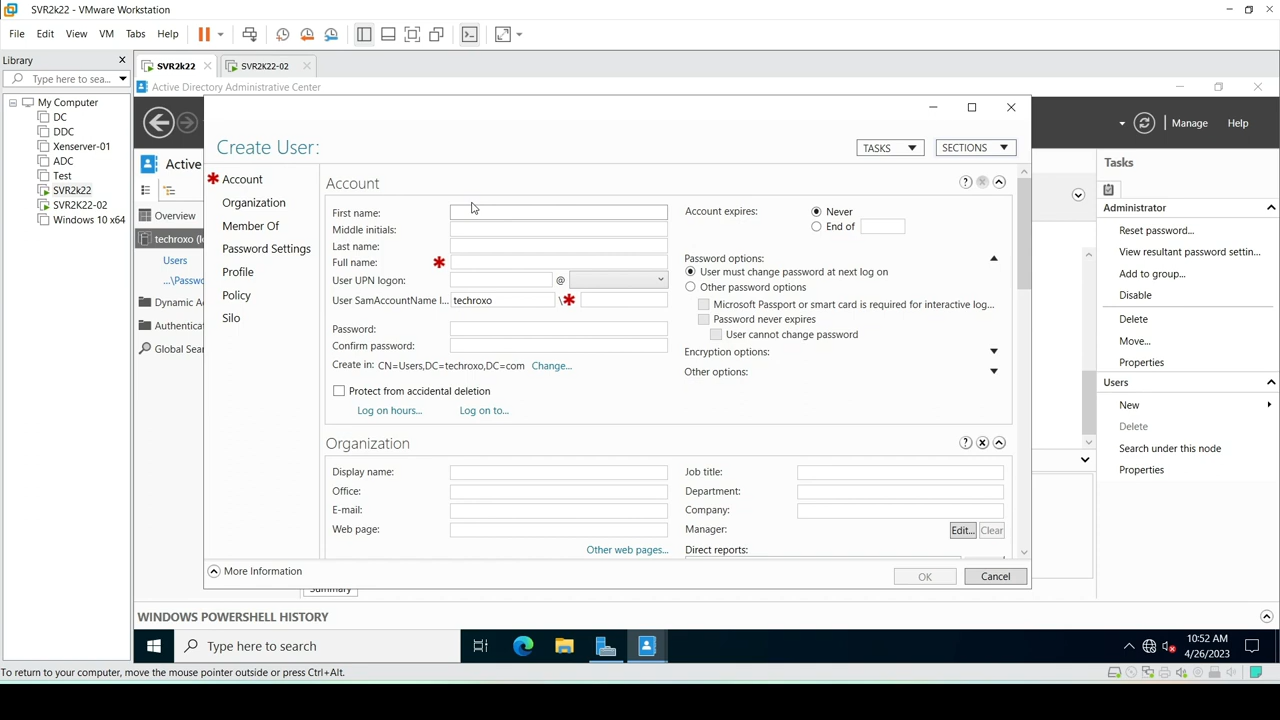 SVR2k22 - VMware Workstation
File Edit View VM Tabs Help
Library
Type here to sea...
My Computer
DC
DDC
Xenserver-01
ADC
Test
SVR2k22
SVR2K22-02
Windows 10 x64
SVR2k22 SVR2K22-02
Active Directory Administrative Center
Manage Help
Active
Overview
techroxo (lo
Users
...\Passwo
Dynamic A
Authentica
Global Sear
Create User:
TASKS SECTIONS
Account
Organization
Member Of
Password Settings
Profile
Policy
Silo
Account
First name:
Middle initials:
Last name:
Full name:
User UPN logon: @
User SamAccountName l... techroxo \
Password:
Confirm password:
Create in: CN=Users,DC=techroxo,DC=com Change...
Protect from accidental deletion
Log on hours... Log on to...
Account expires: Never
End of
Password options:
User must change password at next log on
Other password options
Microsoft Passport or smart card is required for interactive log...
Password never expires
User cannot change password
Encryption options:
Other options:
Organization
Display name:
Office:
E-mail:
Web page:
Other web pages...
Job title:
Department:
Company:
Manager: Edit... Clear
Direct reports:
More Information
OK Cancel
Summary
Tasks
Administrator
Reset password...
View resultant password settin...
Add to group...
Disable
Delete
Move...
Properties
Users
New
Delete
Search under this node
Properties
WINDOWS POWERSHELL HISTORY
Type here to search
10:52 AM
4/26/2023
To return to your computer, move the mouse pointer outside or press Ctrl+Alt.